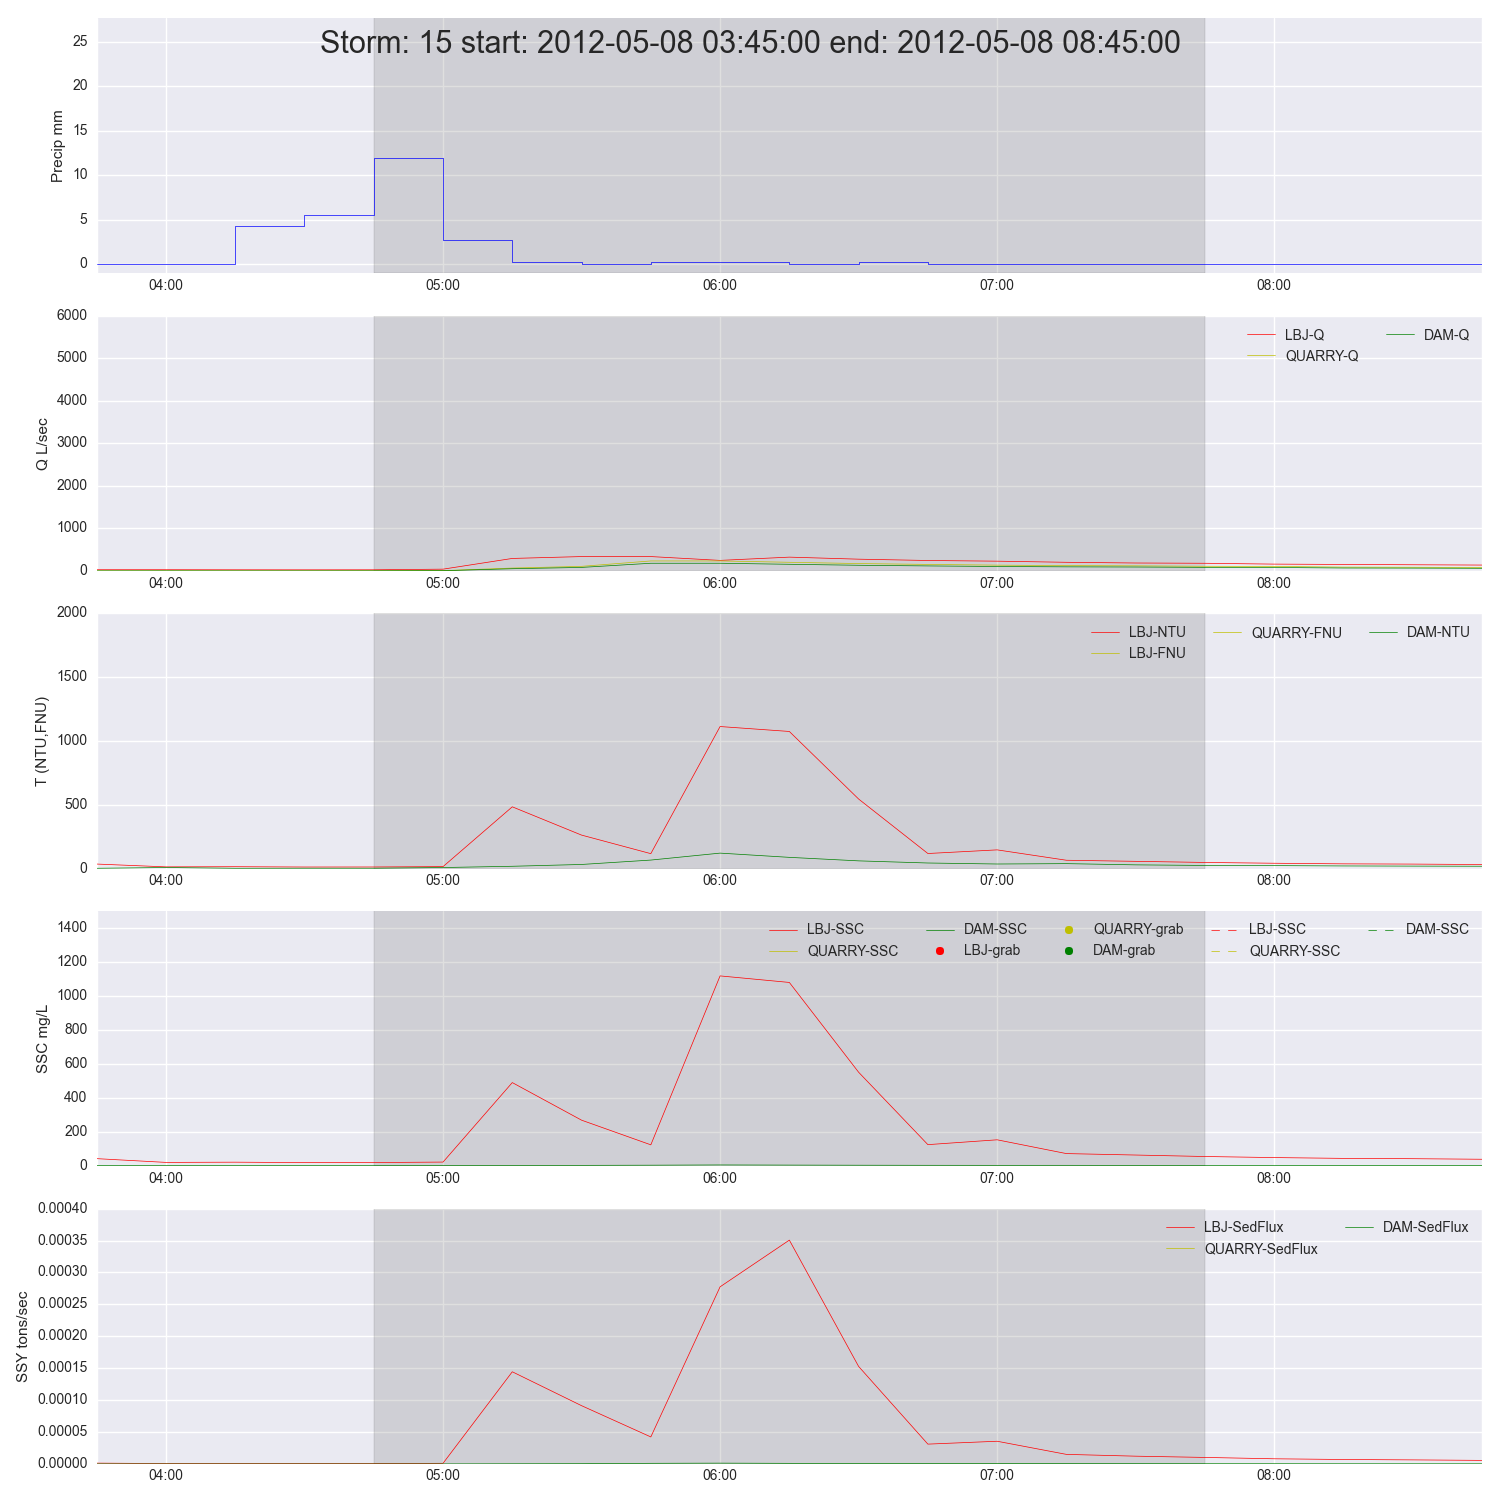 Storm: 15 start: 2012-05-08 03:45:00 end: 2012-05-08 08:45:00
25
20
15
10
5
0
Precip mm
04:00 05:00 06:00 07:00 08:00
6000
5000
4000
3000
2000
1000
0
Q L/sec
LBJ-Q DAM-Q
QUARRY-Q
04:00 05:00 06:00 07:00 08:00
2000
1500
1000
500
0
T (NTU,FNU)
LBJ-NTU QUARRY-FNU DAM-NTU
LBJ-FNU
04:00 05:00 06:00 07:00 08:00
1400
1200
1000
800
600
400
200
0
SSC mg/L
LBJ-SSC DAM-SSC QUARRY-grab LBJ-SSC DAM-SSC
QUARRY-SSC LBJ-grab DAM-grab QUARRY-SSC
04:00 05:00 06:00 07:00 08:00
0.00040
0.00035
0.00030
0.00025
0.00020
0.00015
0.00010
0.00005
0.00000
SSY tons/sec
LBJ-SedFlux DAM-SedFlux
QUARRY-SedFlux
04:00 05:00 06:00 07:00 08:00